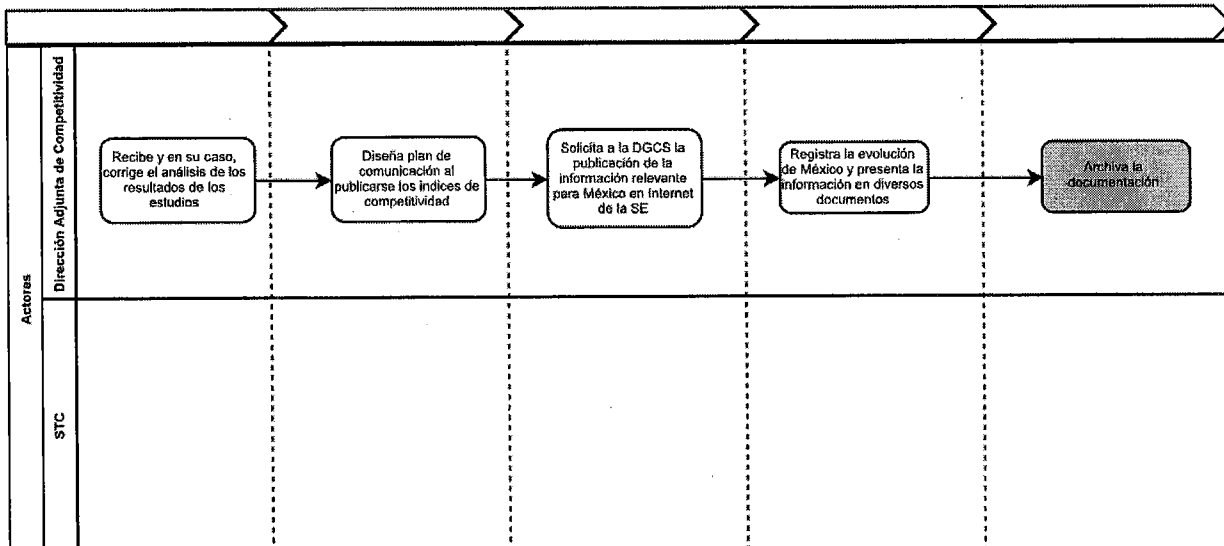 Actores
Dirección Adjunta de Competitividad
Recibe y en su caso,
corrige el análisis de los
resultados de los
estudios
Diseña plan de
comunicación al
publicarse los indices de
competitividad
Solicita a la DGCS la
publicación de la
información relevante
para México en Internet
de la SE
Registra la evolución
de México y presenta la
información en diversos
documentos
Archiva la
documentación
STC